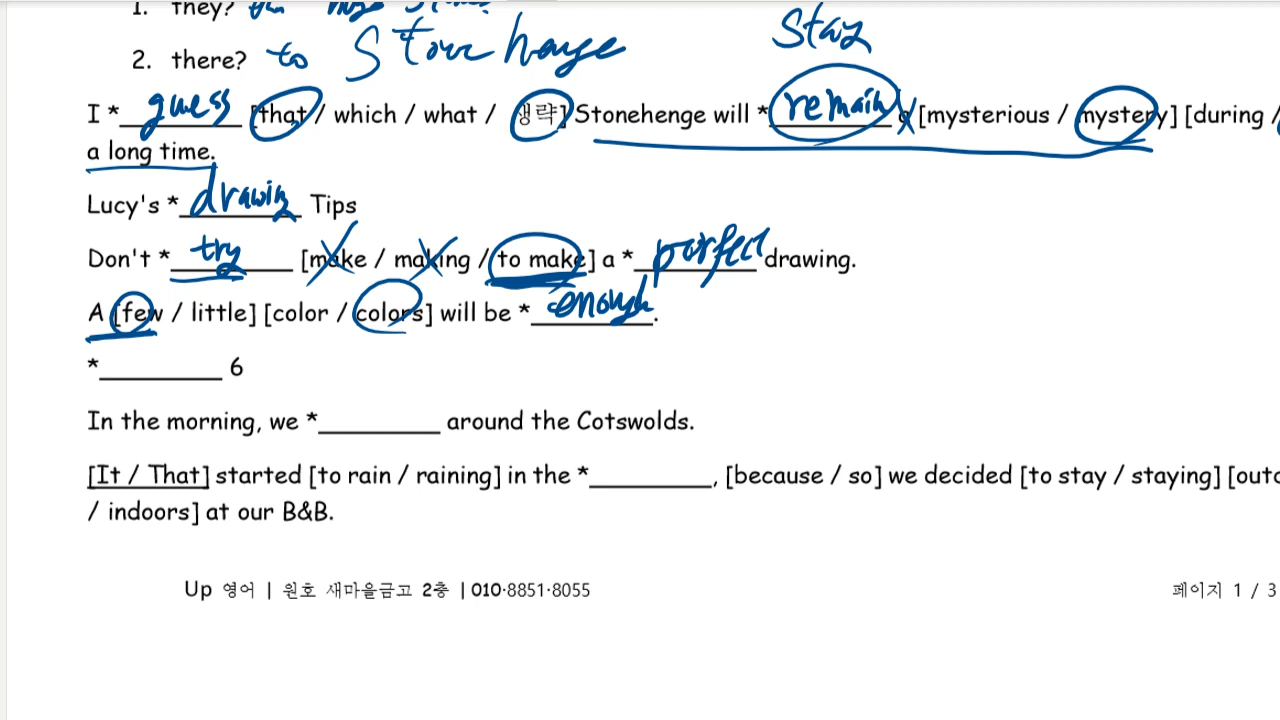 1. they?
2. there? to Stonehenge
stay
I * guess [that / which / what / 생략] Stonehenge will * remain a [mysterious / mystery] [during /
a long time.
Lucy's * drawing Tips
Don't * try [make / making / to make] a * perfect drawing.
A [few / little] [color / colors] will be * enough.
*__________ 6
In the morning, we *__________ around the Cotswolds.
[It / That] started [to rain / raining] in the *__________, [because / so] we decided [to stay / staying]
/ indoors] at our B&B.
Up 영어 | 원호 새마을금고 2층 | 010·8851·8055
페이지 1 / 3